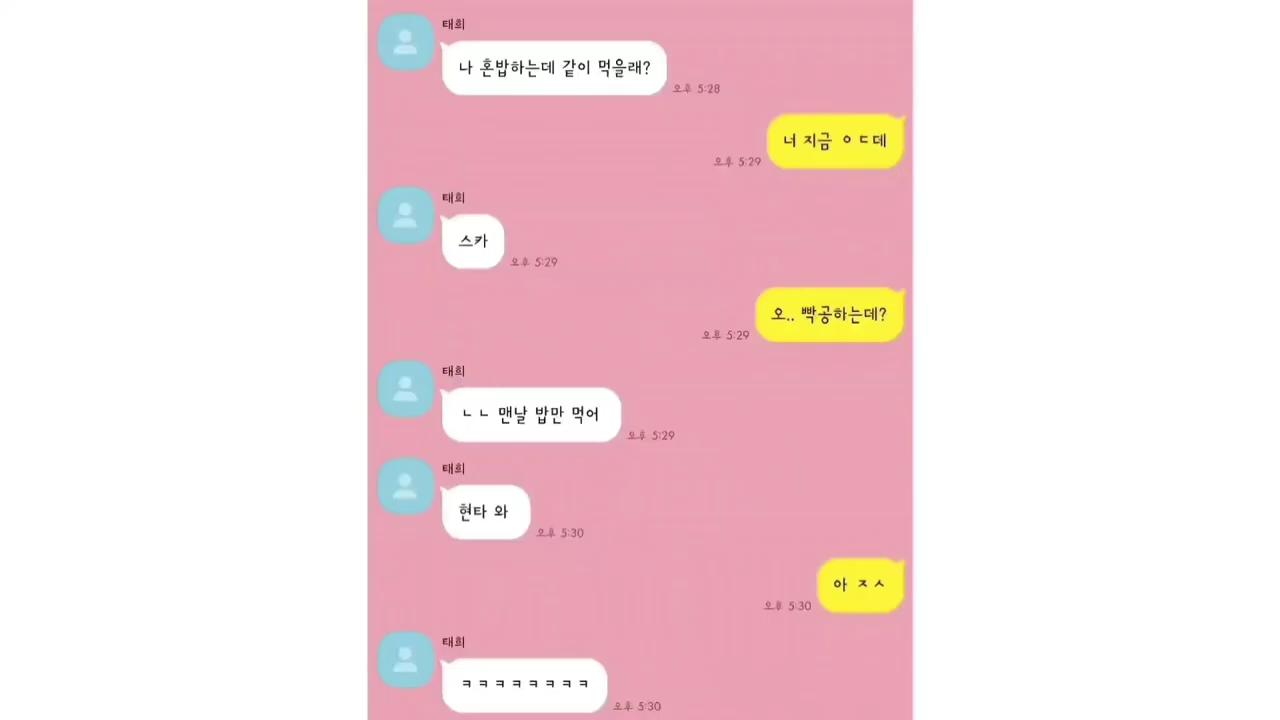 태희
나 혼밥하는데 같이 먹을래?
오후 5:28
너 지금 ㅇㄷ데
오후 5:29
태희
스카
오후 5:29
오.. 빡공하는데?
오후 5:29
태희
ㄴㄴ 맨날 밥만 먹어
오후 5:29
태희
현타 와
오후 5:30
아 ㅈㅅ
오후 5:30
태희
ㅋㅋㅋㅋㅋㅋㅋㅋ
오후 5:30